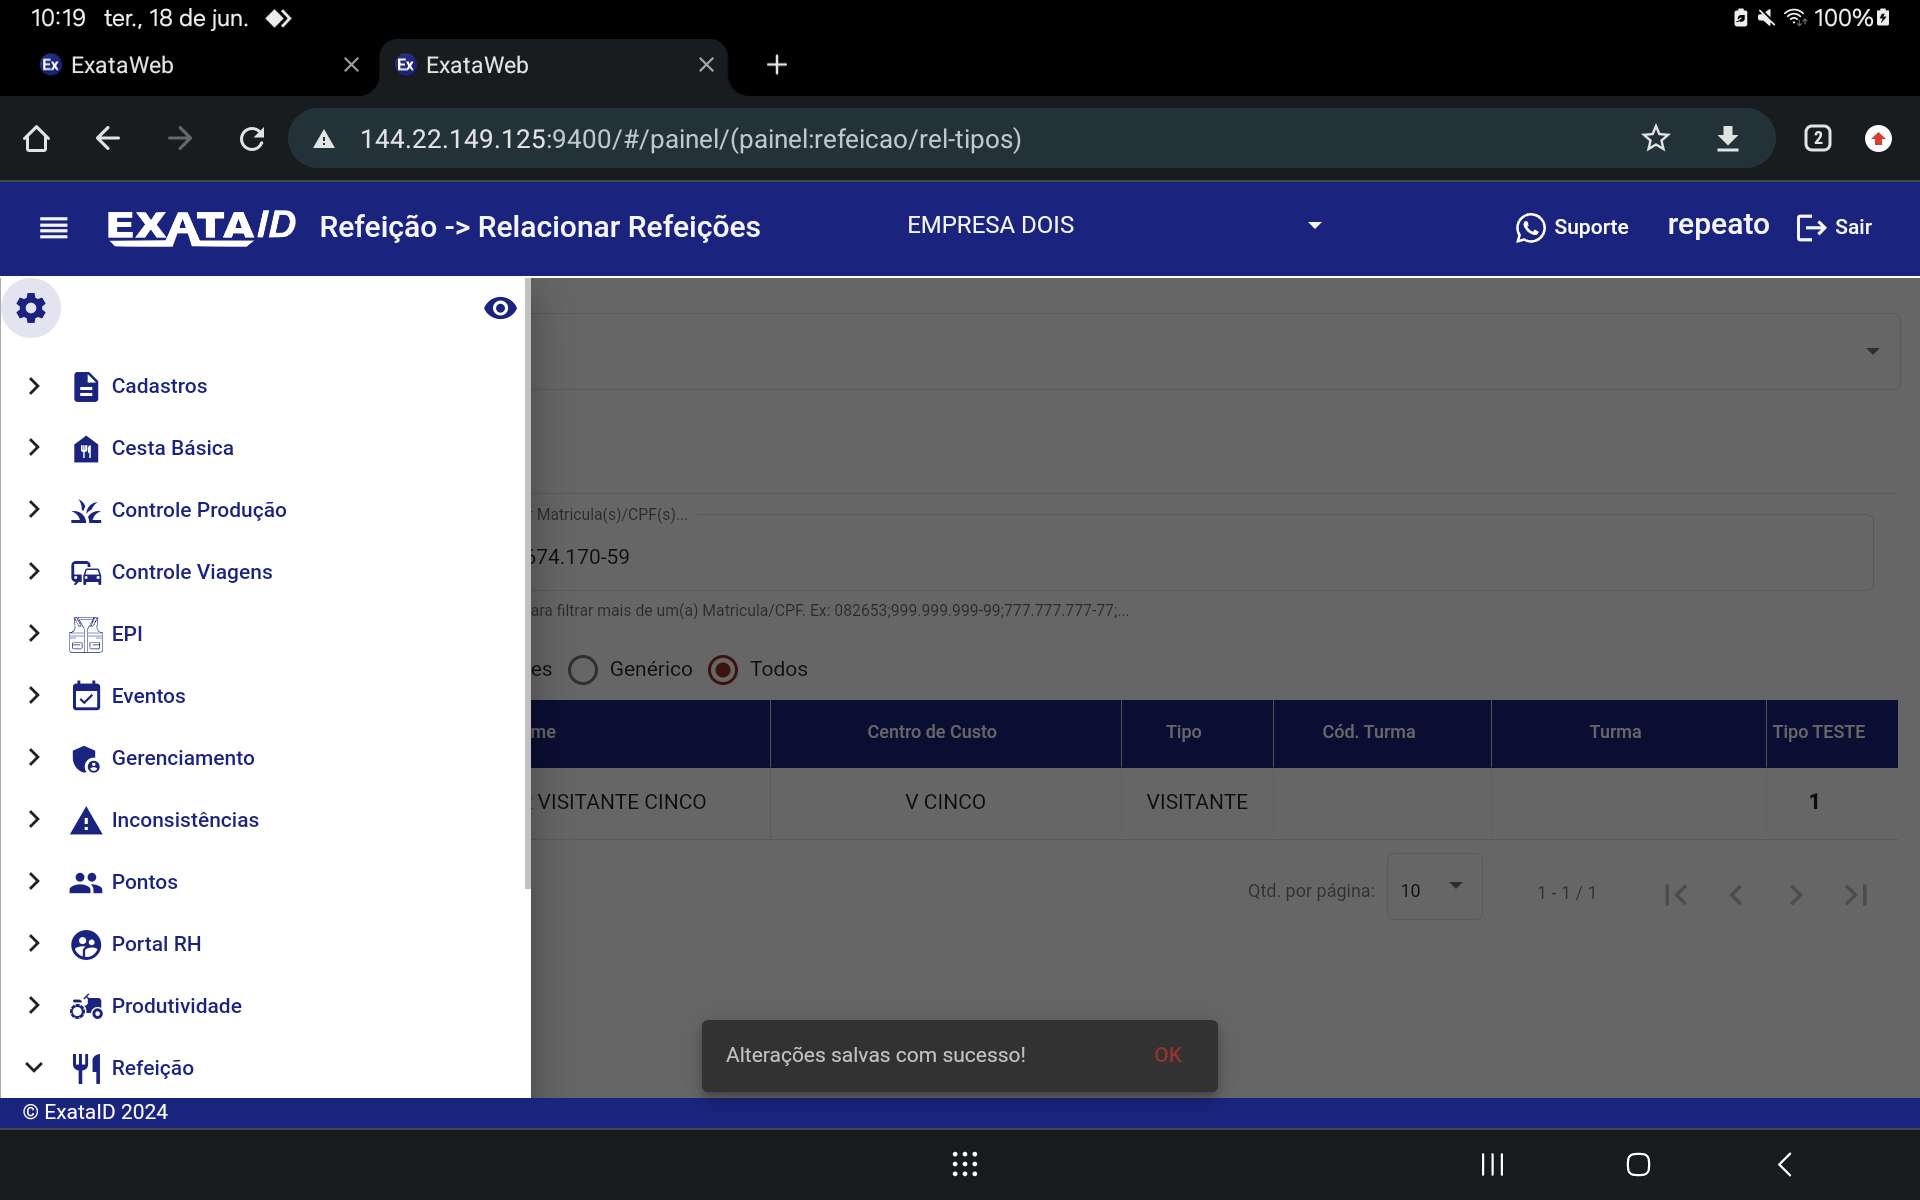 10:19 ter., 18 de jun. 100%
Ex ExataWeb Ex ExataWeb
144.22.149.125:9400/#/painel/(painel:refeicao/rel-tipos) 2
EXATAID Refeição -> Relacionar Refeições EMPRESA DOIS Suporte repeato Sair
Cadastros
Cesta Básica
Controle Produção
Matricula(s)/CPF(s)...
674.170-59
Controle Viagens
ara filtrar mais de um(a) Matricula/CPF. Ex: 082653;999.999.999-99;777.777.777-77;...
EPI
es Genérico Todos
Eventos
me Centro de Custo Tipo Cód. Turma Turma Tipo TESTE
Gerenciamento
VISITANTE CINCO V CINCO VISITANTE 1
Inconsistências
Pontos
Qtd. por página: 10 1 - 1 / 1
Portal RH
Produtividade
Alterações salvas com sucesso! OK
Refeição
© ExataID 2024